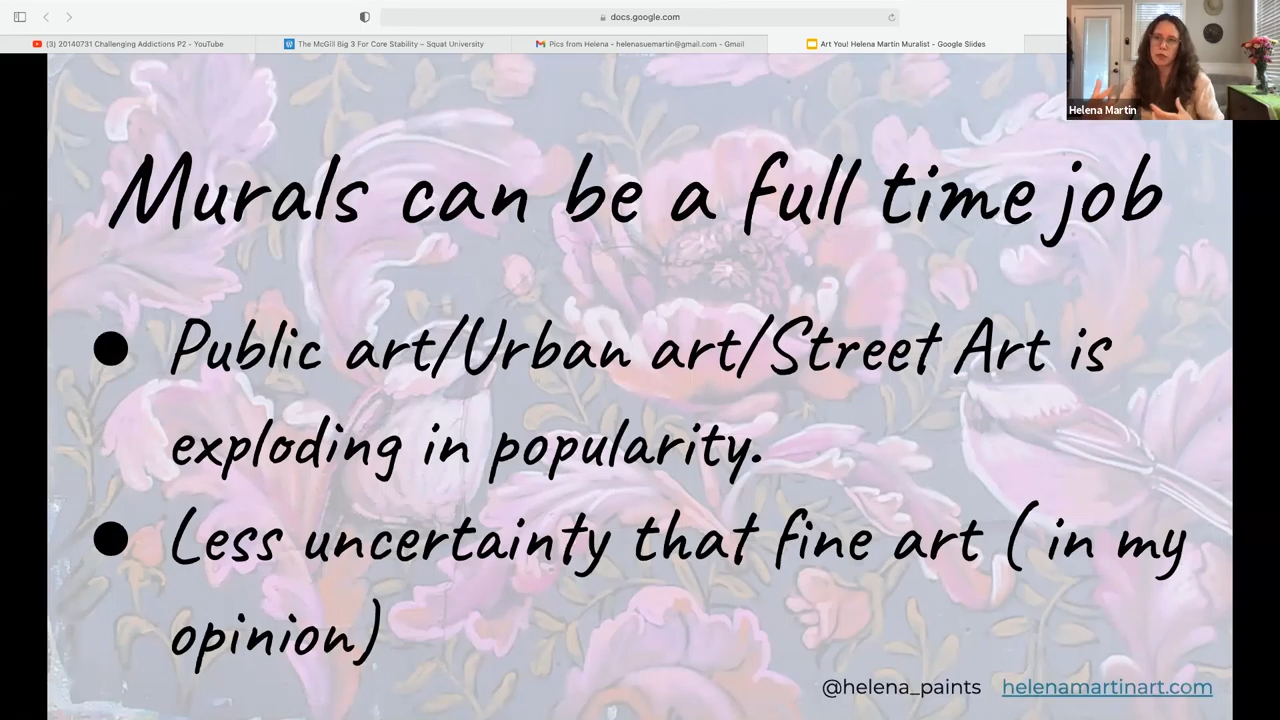 docs.google.com
(3) 20140731 Challenging Addictions P2 - YouTube
The McGill Big 3 For Core Stability – Squat University
Pics from Helena - helenasuemartin@gmail.com - Gmail
Art You! Helena Martin Muralist - Google Slides
Helena Martin
Murals can be a full time job
● Public art/Urban art/Street Art is
exploding in popularity.
● Less uncertainty that fine art ( in my
opinion)
@helena_paints helenamartinart.com